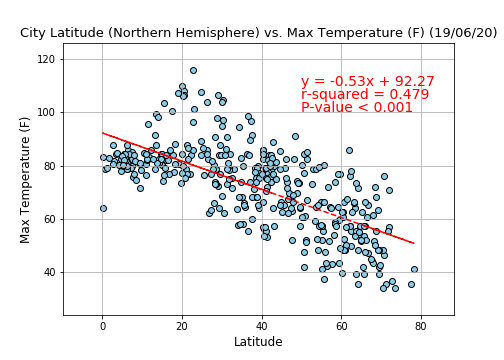 City Latitude (Northern Hemisphere) vs. Max Temperature (F) (19/06/20)
120
100
80
60
40
Max Temperature (F)
y = -0.53x + 92.27
r-squared = 0.479
P-value < 0.001
0
20
40
60
80
Latitude